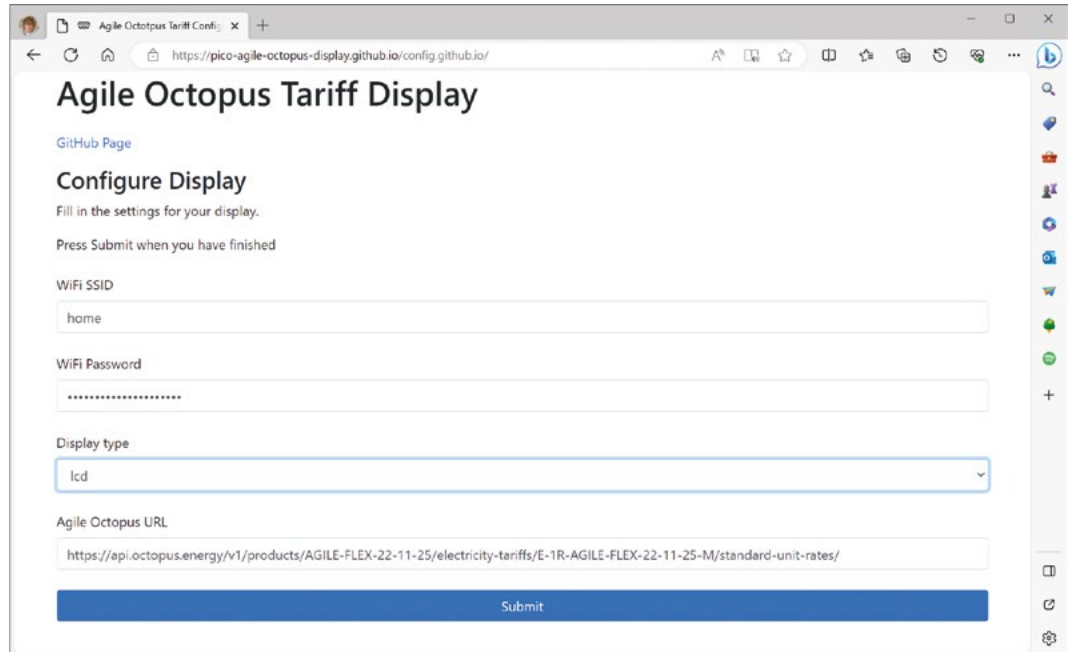 Agile Octotpus Tariff Config
https://pico-agile-octopus-display.github.io/config.github.io/
Agile Octopus Tariff Display
GitHub Page
Configure Display
Fill in the settings for your display.
Press Submit when you have finished
WiFi SSID
home
WiFi Password
••••••••••••••••••••••
Display type
lcd
Agile Octopus URL
https://api.octopus.energy/v1/products/AGILE-FLEX-22-11-25/electricity-tariffs/E-1R-AGILE-FLEX-22-11-25-M/standard-unit-rates/
Submit